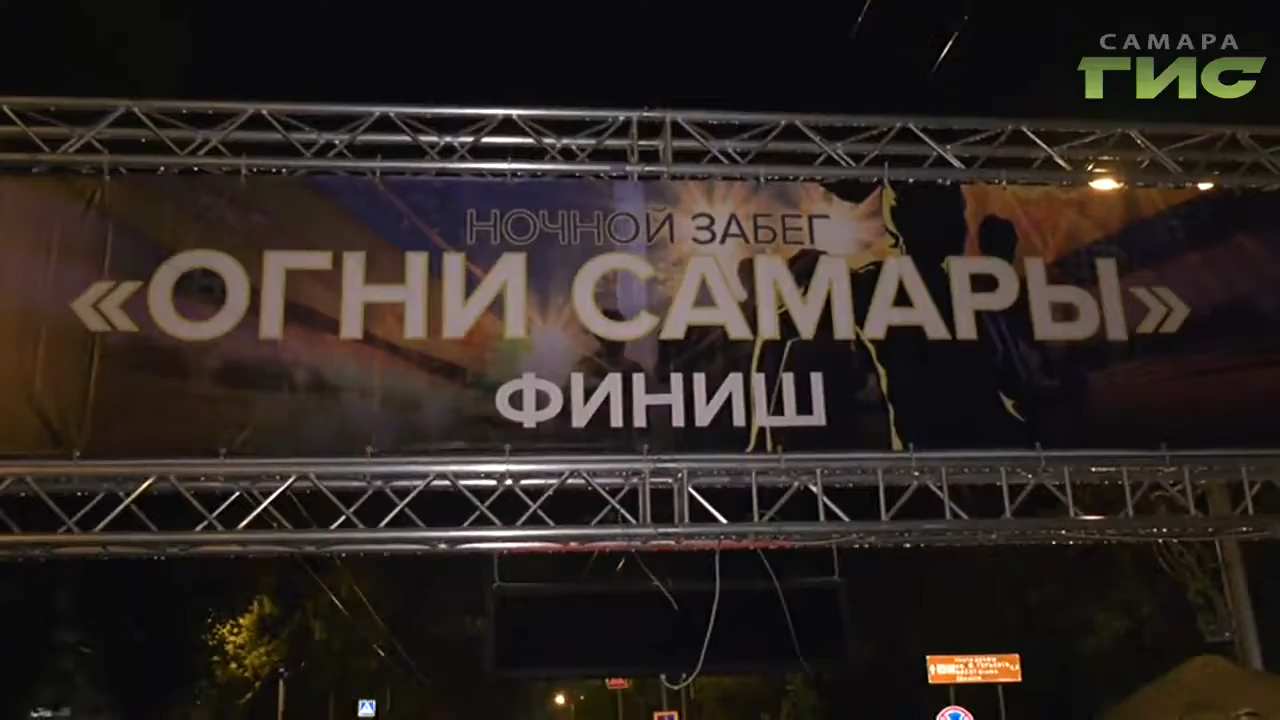 САМАРА
ГИС
НОЧНОЙ ЗАБЕГ
«ОГНИ САМАРЫ»
ФИНИШ